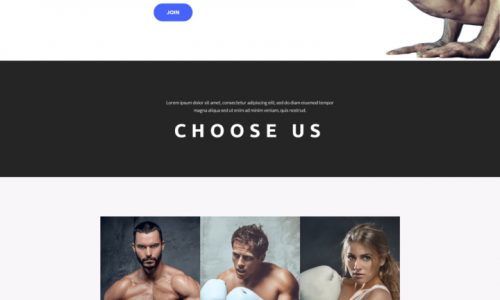 JOIN
Lorem ipsum dolor sit amet, consectetur adipiscing elit, sed do diam eiusmod tempor
magna aliqua sed ut enim ad minim veniam, quis nostrud.
CHOOSE US